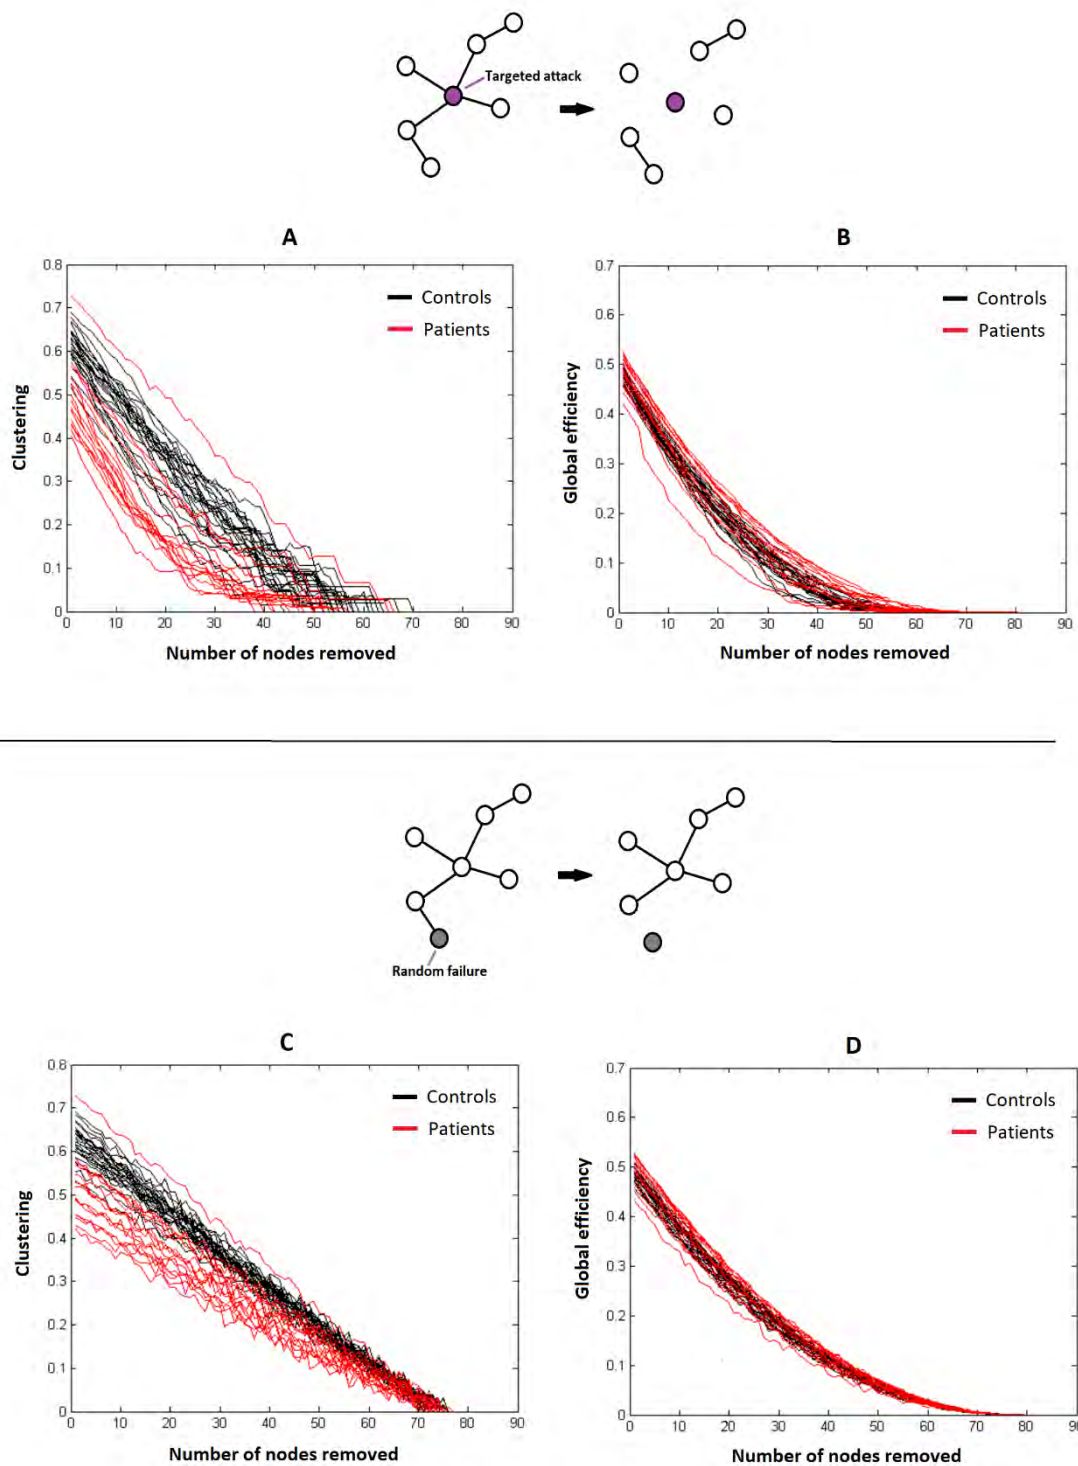 Targeted attack
A
B
0.8
0.7
0.6
0.5
0.4
0.3
0.2
0.1
0
Clustering
Controls
Patients
0 10 20 30 40 50 60 70 80 90
Number of nodes removed
0.7
0.6
0.5
0.4
0.3
0.2
0.1
0
Global efficiency
Controls
Patients
0 10 20 30 40 50 60 70 80 90
Number of nodes removed
Random failure
C
D
0.8
0.7
0.6
0.5
0.4
0.3
0.2
0.1
0
Clustering
Controls
Patients
0 10 20 30 40 50 60 70 80 90
Number of nodes removed
0.7
0.6
0.5
0.4
0.3
0.2
0.1
0
Global efficiency
Controls
Patients
0 10 20 30 40 50 60 70 80 90
Number of nodes removed